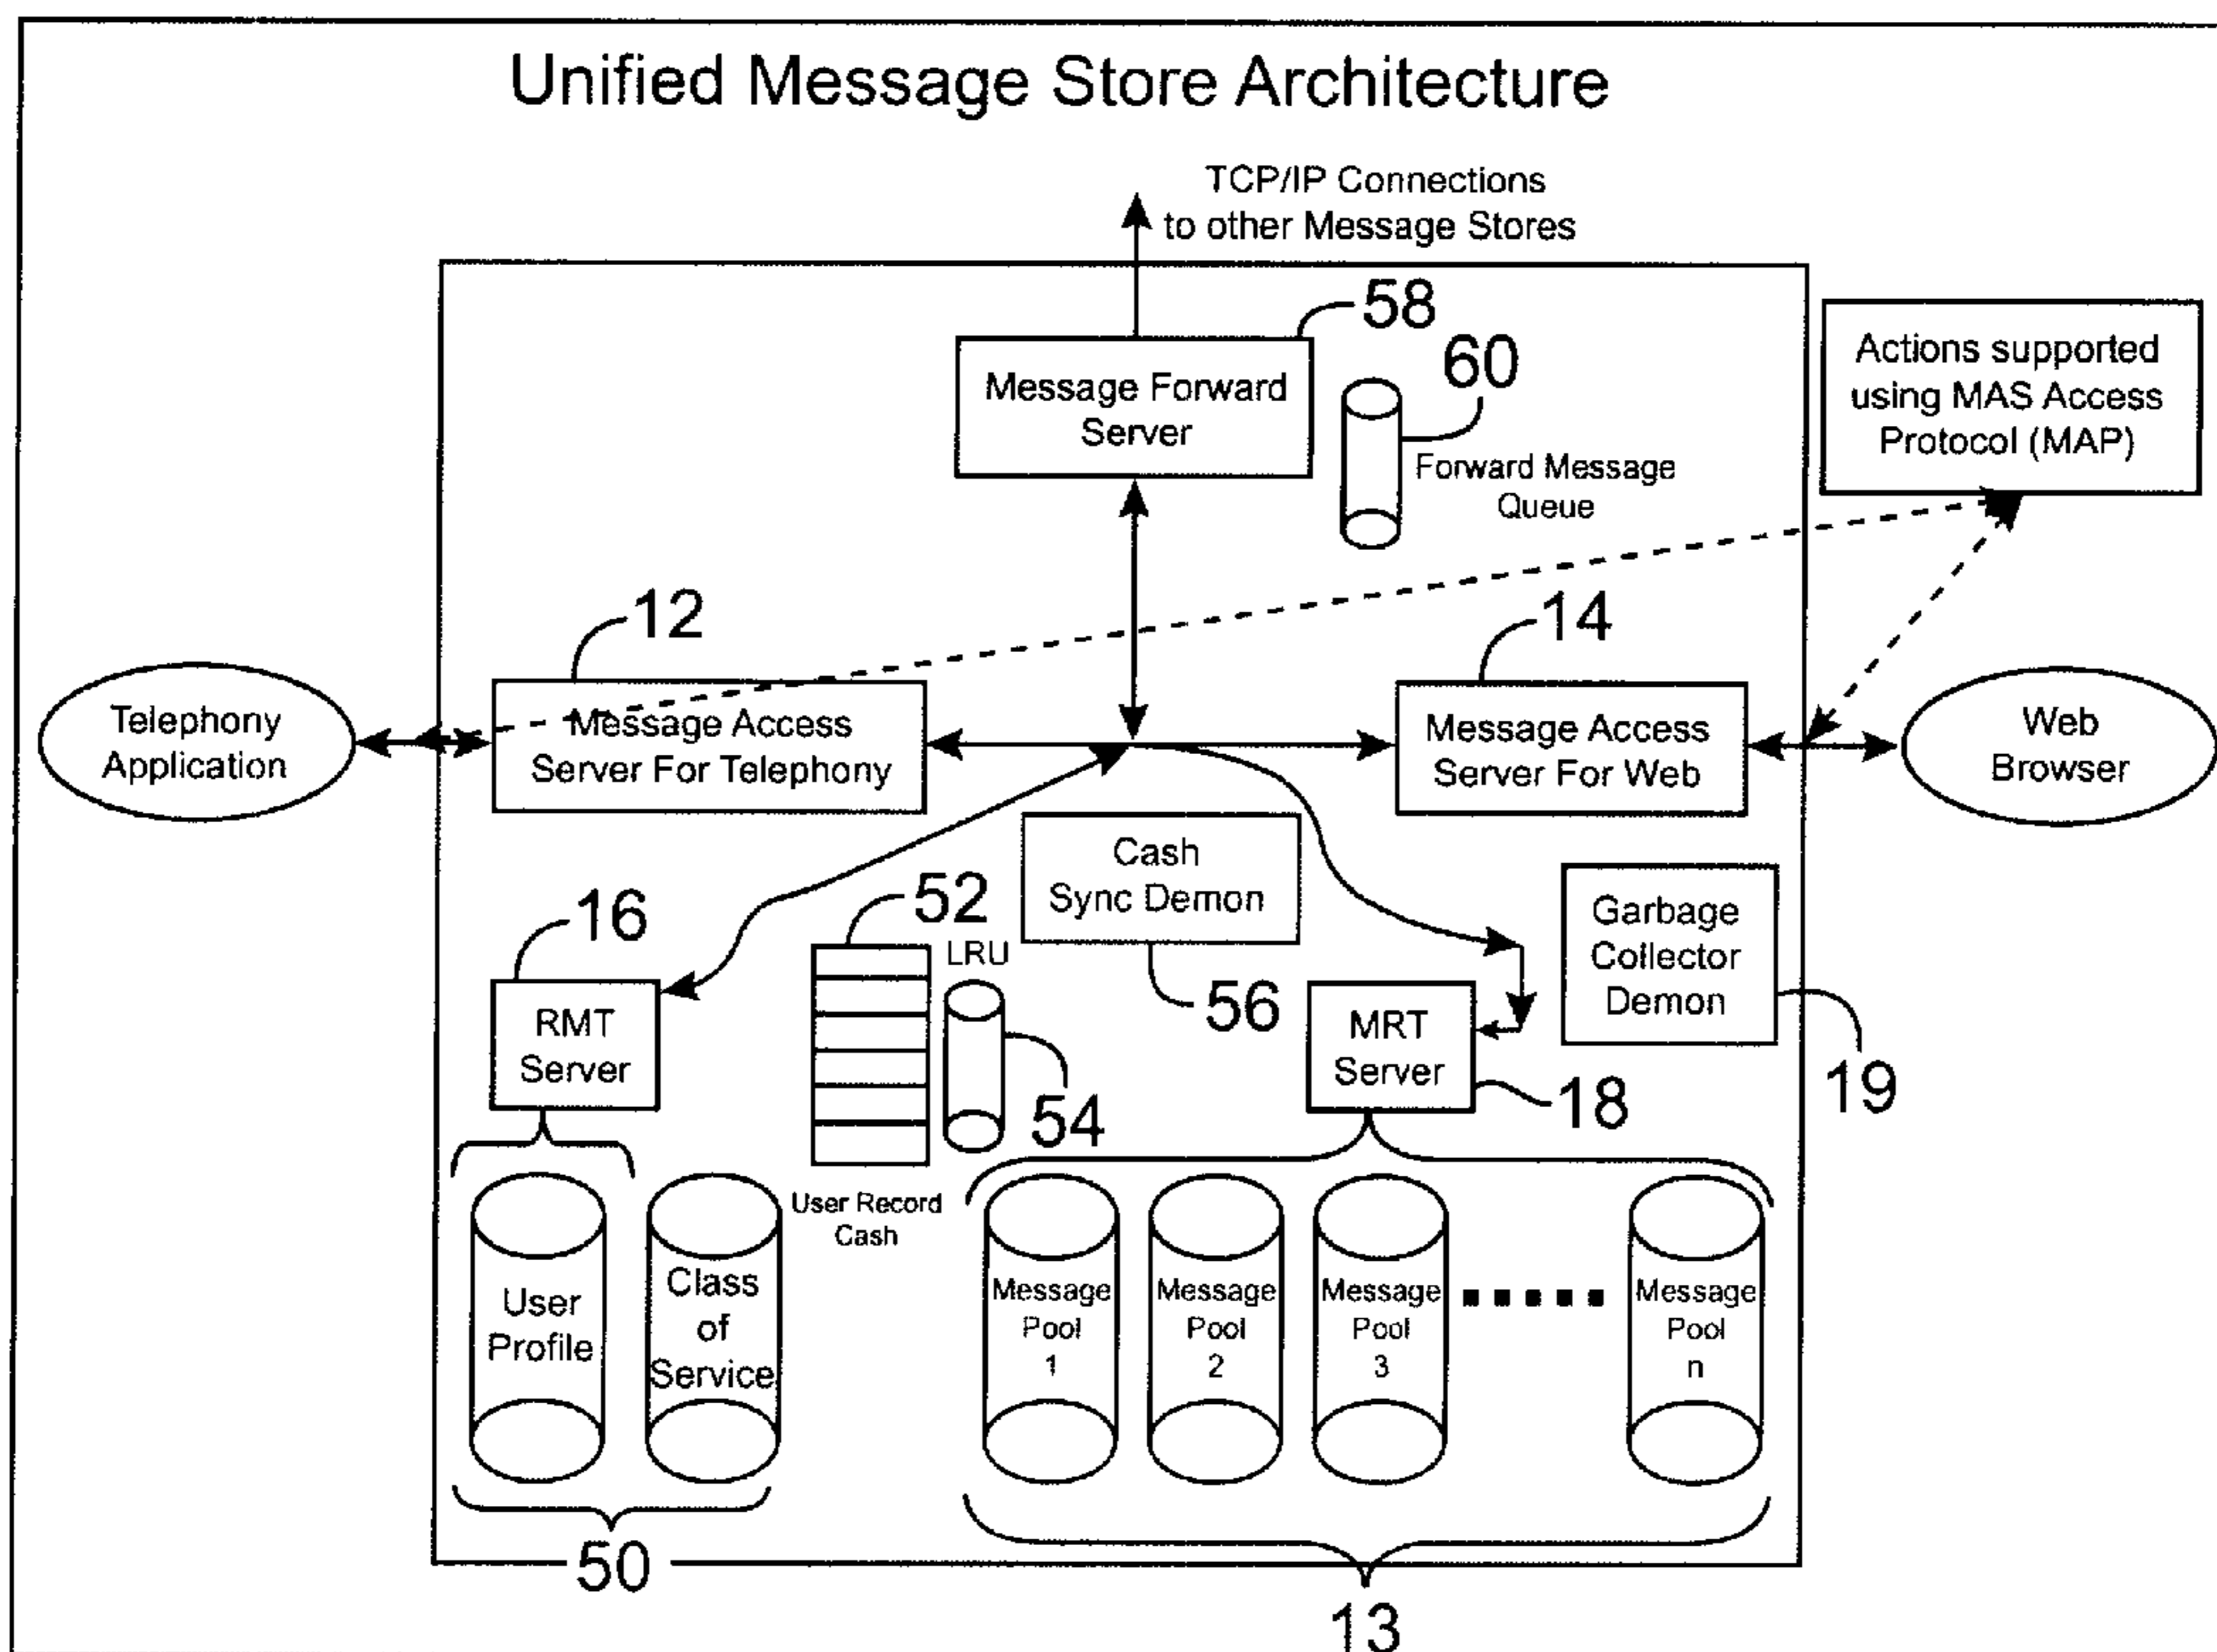 Unified Message Store Architecture
TCP/IP Connections
to other Message Stores
58
Message Forward
Server
60
Forward Message
Queue
Actions supported
using MAS Access
Protocol (MAP)
12
14
Telephony
Application
Message Access
Server For Telephony
Message Access
Server For Web
Web
Browser
Cash
Sync Demon
56
16
52
LRU
54
RMT
Server
MRT
Server
18
Garbage
Collector
Demon
19
User Record
Cash
User
Profile
Class
of
Service
Message
Pool
1
Message
Pool
2
Message
Pool
3
Message
Pool
n
50
13